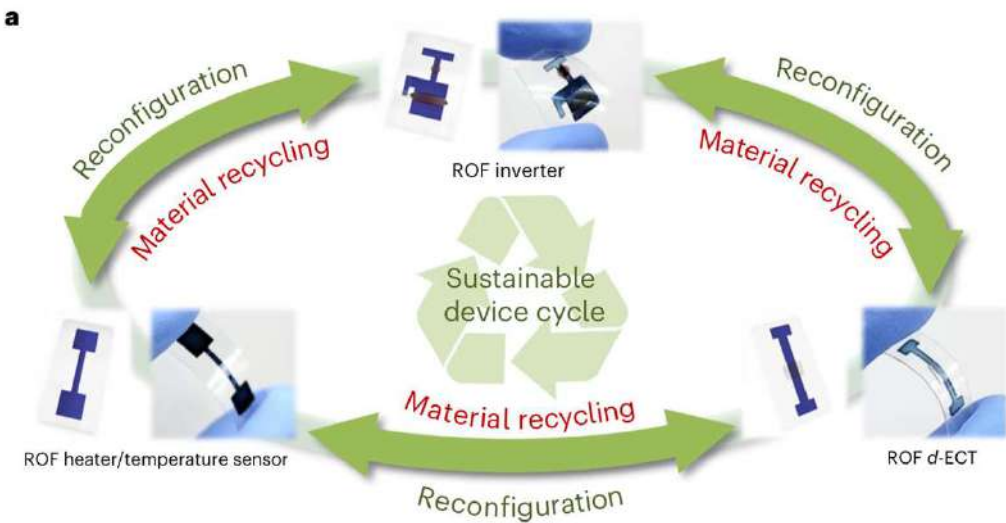 a
Reconfiguration
Material recycling
ROF inverter
Reconfiguration
Material recycling
Sustainable
device cycle
ROF heater/temperature sensor
Material recycling
Reconfiguration
ROF d-ECT